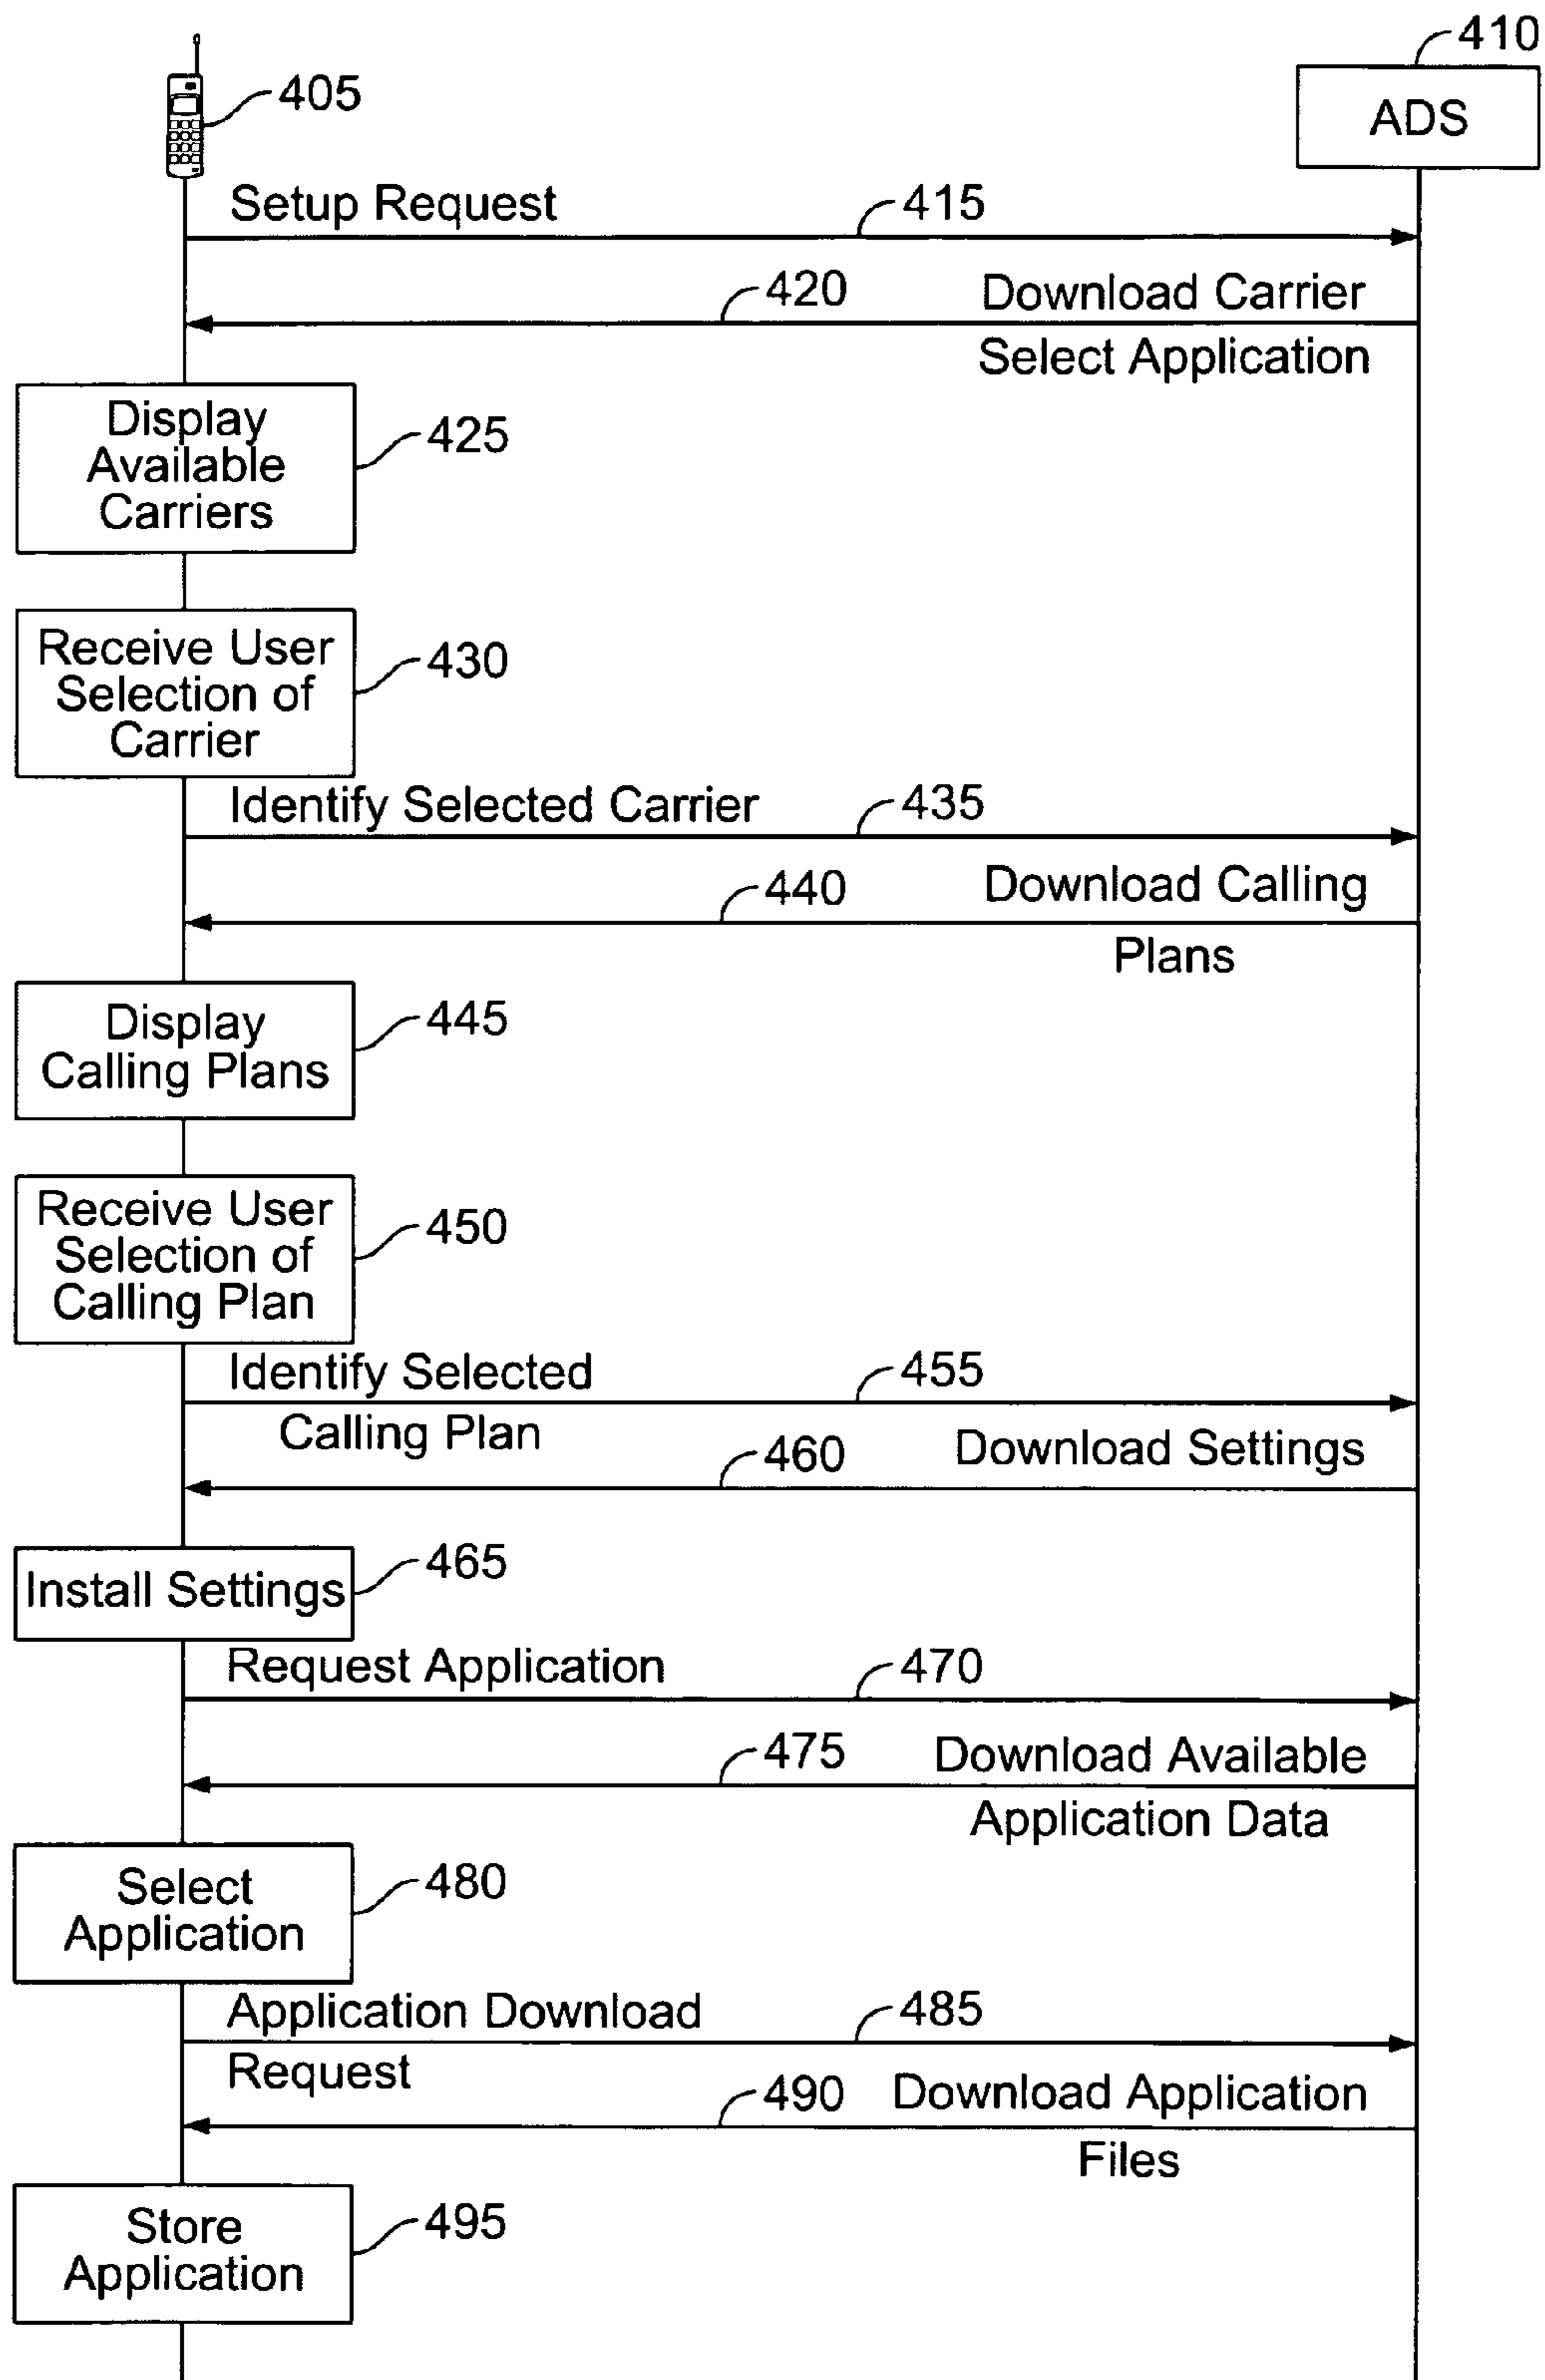 410
ADS
405
Setup Request
415
420
Download Carrier
Select Application
Display
Available
Carriers
425
Receive User
Selection of
Carrier
430
Identify Selected Carrier
435
440
Download Calling
Plans
Display
Calling Plans
445
Receive User
Selection of
Calling Plan
450
Identify Selected
Calling Plan
455
460
Download Settings
Install Settings
465
Request Application
470
475
Download Available
Application Data
Select
Application
480
Application Download
Request
485
490
Download Application
Files
Store
Application
495